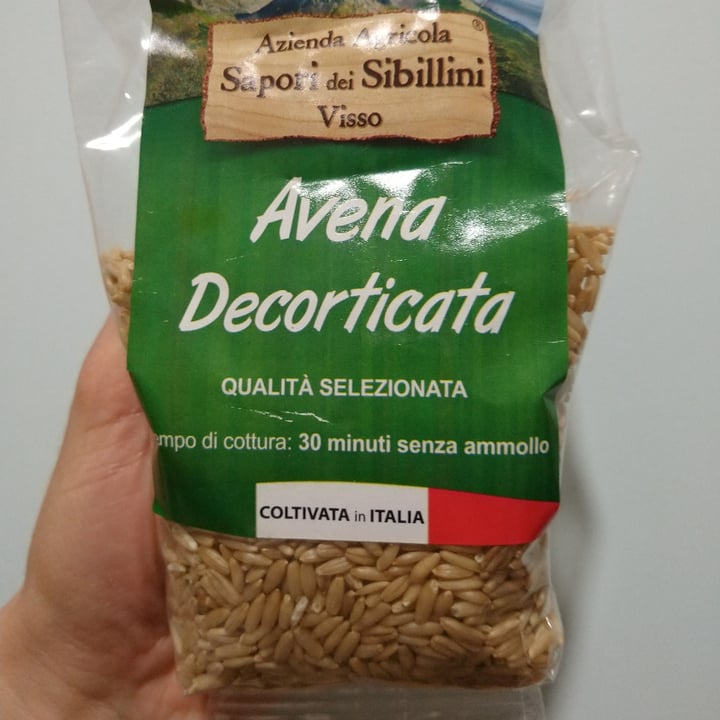 Azienda Agricola ®
Sapori dei Sibillini
Visso
Avena
Decorticata
QUALITÀ SELEZIONATA
empo di cottura: 30 minuti senza ammollo
COLTIVATA in ITALIA